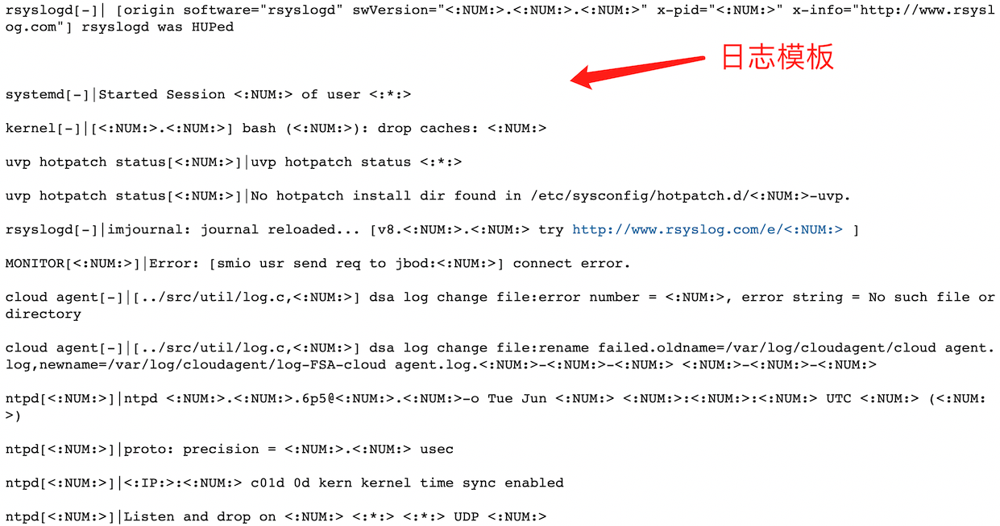 rsyslogd[-]| [origin software="rsyslogd" swVersion="<:NUM:>.<:NUM:>.<:NUM:>" x-pid="<:NUM:>" x-info="http://www.rsysl
og.com"] rsyslogd was HUPed
日志模板
systemd[-]|Started Session <:NUM:> of user <:*:>
kernel[-]|[<:NUM:>.<:NUM:>] bash (<:NUM:>): drop caches: <:NUM:>
uvp hotpatch status[<:NUM:>]|uvp hotpatch status <:*:>
uvp hotpatch status[<:NUM:>]|No hotpatch install dir found in /etc/sysconfig/hotpatch.d/<:NUM:>-uvp.
rsyslogd[-]|imjournal: journal reloaded... [v8.<:NUM:>.<:NUM:> try http://www.rsyslog.com/e/<:NUM:> ]
MONITOR[<:NUM:>]|Error: [smio usr send req to jbod:<:NUM:>] connect error.
cloud agent[-]|[../src/util/log.c,<:NUM:>] dsa log change file:error number = <:NUM:>, error string = No such file or
directory
cloud agent[-]|[../src/util/log.c,<:NUM:>] dsa log change file:rename failed.oldname=/var/log/cloudagent/cloud agent.
log,newname=/var/log/cloudagent/log-FSA-cloud agent.log.<:NUM:>-<:NUM:>-<:NUM:> <:NUM:>-<:NUM:>-<:NUM:>
ntpd[<:NUM:>]|ntpd <:NUM:>.<:NUM:>.6p5@<:NUM:>.<:NUM:>-o Tue Jun <:NUM:> <:NUM:>:<:NUM:>:<:NUM:> UTC <:NUM:> (<:NUM:
>)
ntpd[<:NUM:>]|proto: precision = <:NUM:>.<:NUM:> usec
ntpd[<:NUM:>]|<:IP:>:<:NUM:> c01d 0d kern kernel time sync enabled
ntpd[<:NUM:>]|Listen and drop on <:NUM:> <:*:> <:*:> UDP <:NUM:>